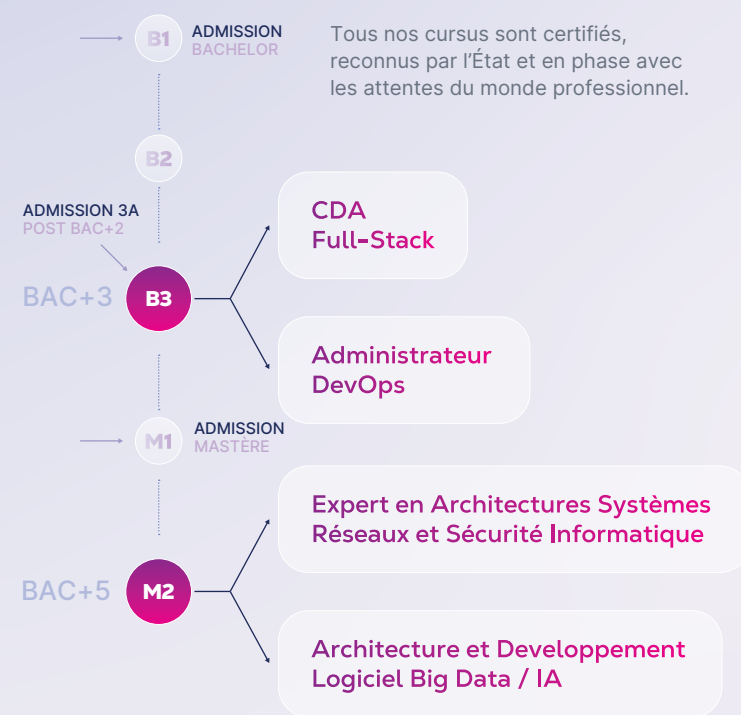 B1
ADMISSION
BACHELOR
Tous nos cursus sont certifiés,
reconnus par l'État et en phase avec
les attentes du monde professionnel.
B2
ADMISSION 3A
POST BAC+2
BAC+3
B3
CDA
Full-Stack
Administrateur
DevOps
M1
ADMISSION
MASTÈRE
BAC+5
M2
Expert en Architectures Systèmes
Réseaux et Sécurité Informatique
Architecture et Developpement
Logiciel Big Data / IA